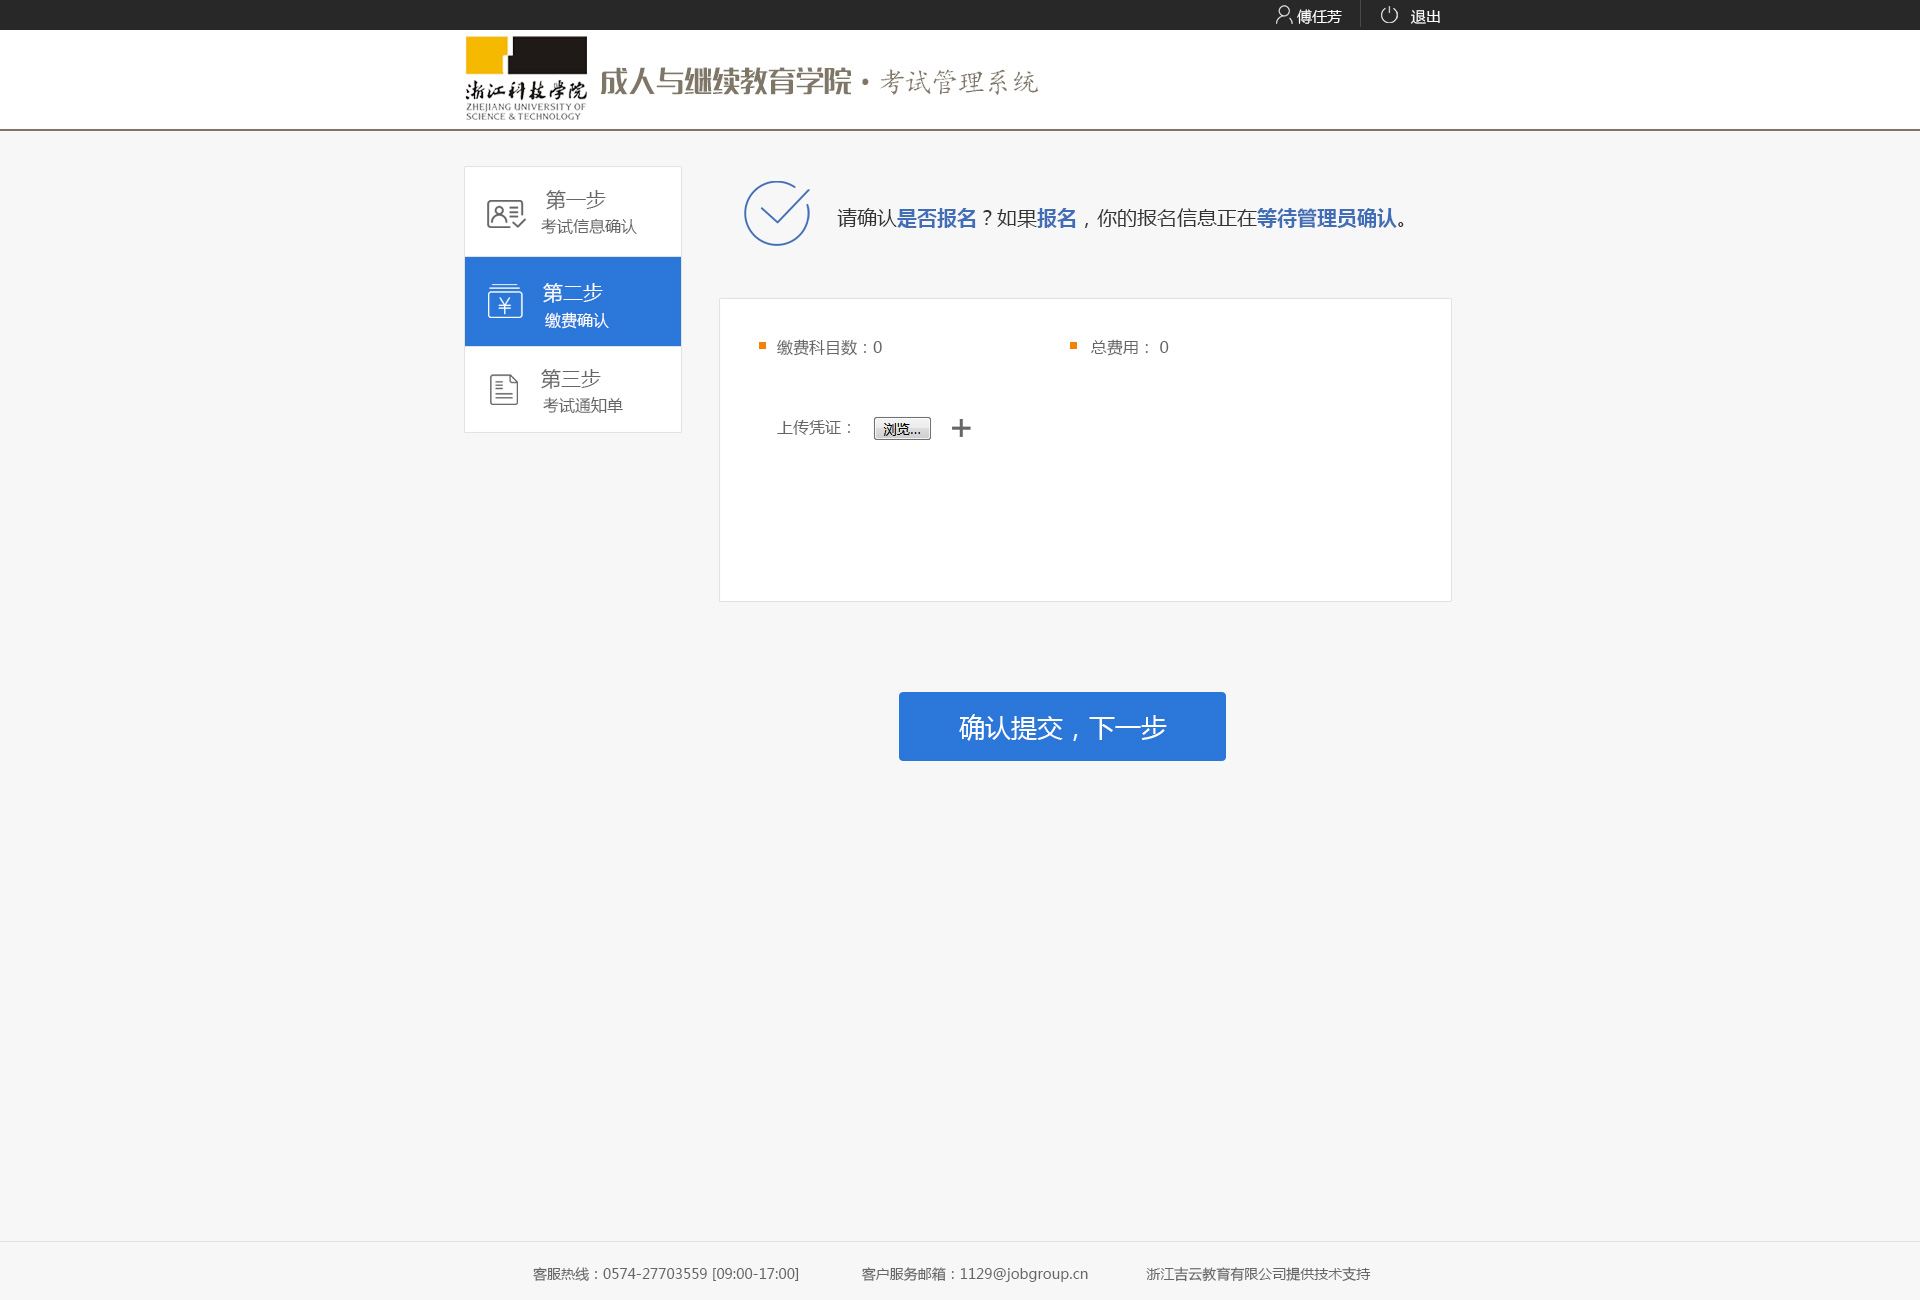 傅任芳 退出
浙江科技學院
ZHEJIANG UNIVERSITY OF
SCIENCE & TECHNOLOGY
成人与继续教育学院·考试管理系统
第一步
考试信息确认
第二步
缴费确认
第三步
考试通知单
请确认是否报名？如果报名，你的报名信息正在等待管理员确认。
缴费科目数：0 总费用： 0
上传凭证： 浏览...
确认提交，下一步
客服热线：0574-27703559 [09:00-17:00] 客户服务邮箱：1129@jobgroup.cn 浙江吉云教育有限公司提供技术支持